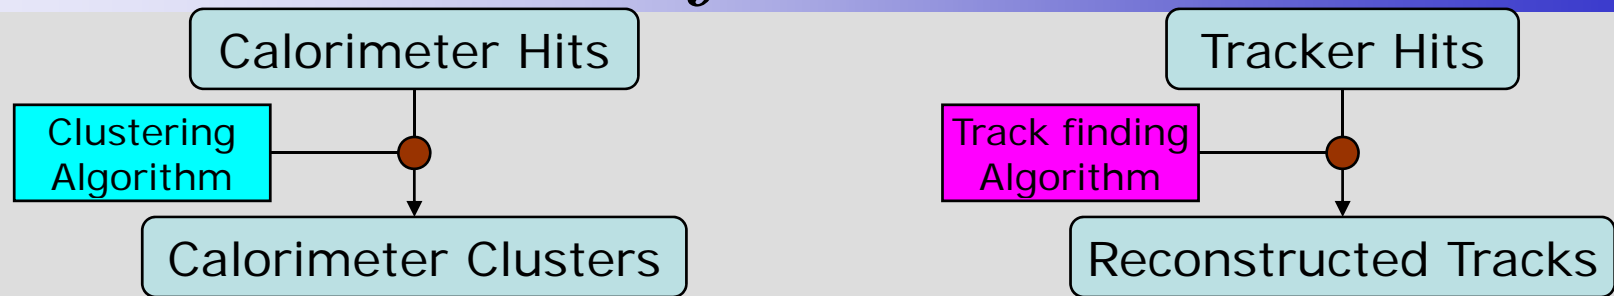 Calorimeter Hits
Clustering
Algorithm
Calorimeter Clusters
Tracker Hits
Track finding
Algorithm
Reconstructed Tracks